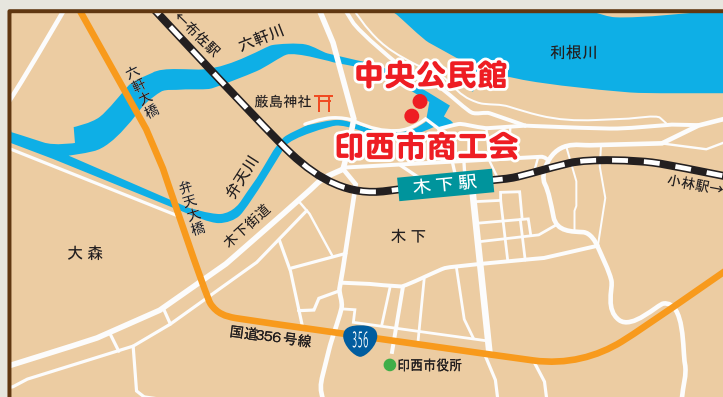 ←布佐駅
六軒川
利根川
中央公民館
六軒大橋
厳島神社
印西市商工会
弁天川
木下駅
小林駅→
弁天大橋
木下街道
木下
大森
国道356号線
356
印西市役所